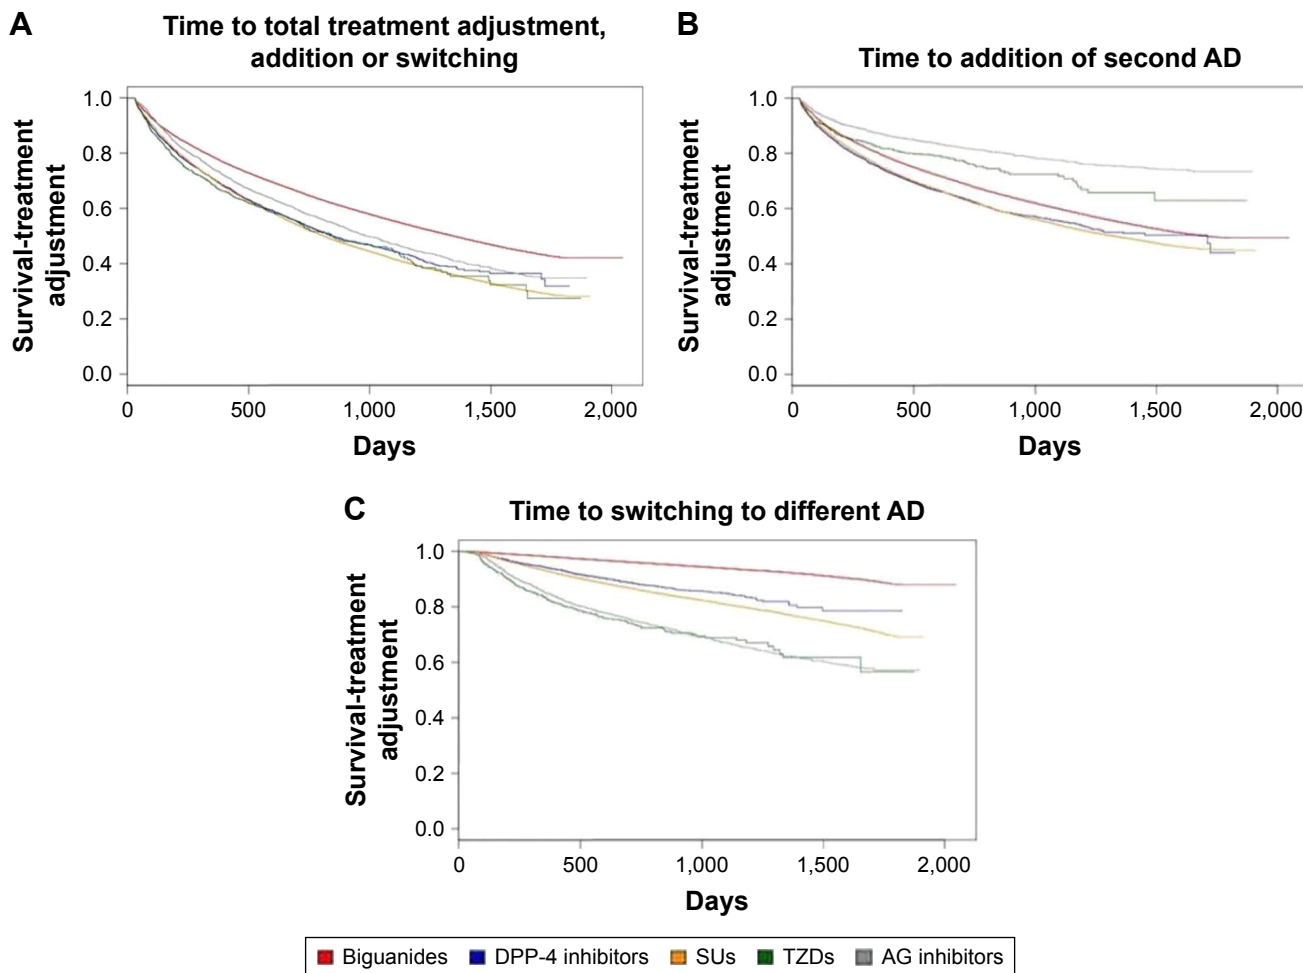 A
Time to total treatment adjustment,
addition or switching
Survival-treatment
adjustment
1.0
0.8
0.6
0.4
0.2
0.0
0 500 1,000 1,500 2,000
Days
B
Time to addition of second AD
Survival-treatment
adjustment
1.0
0.8
0.6
0.4
0.2
0.0
0 500 1,000 1,500 2,000
Days
C
Time to switching to different AD
Survival-treatment
adjustment
1.0
0.8
0.6
0.4
0.2
0.0
0 500 1,000 1,500 2,000
Days
Biguanides DPP-4 inhibitors SUs TZDs AG inhibitors